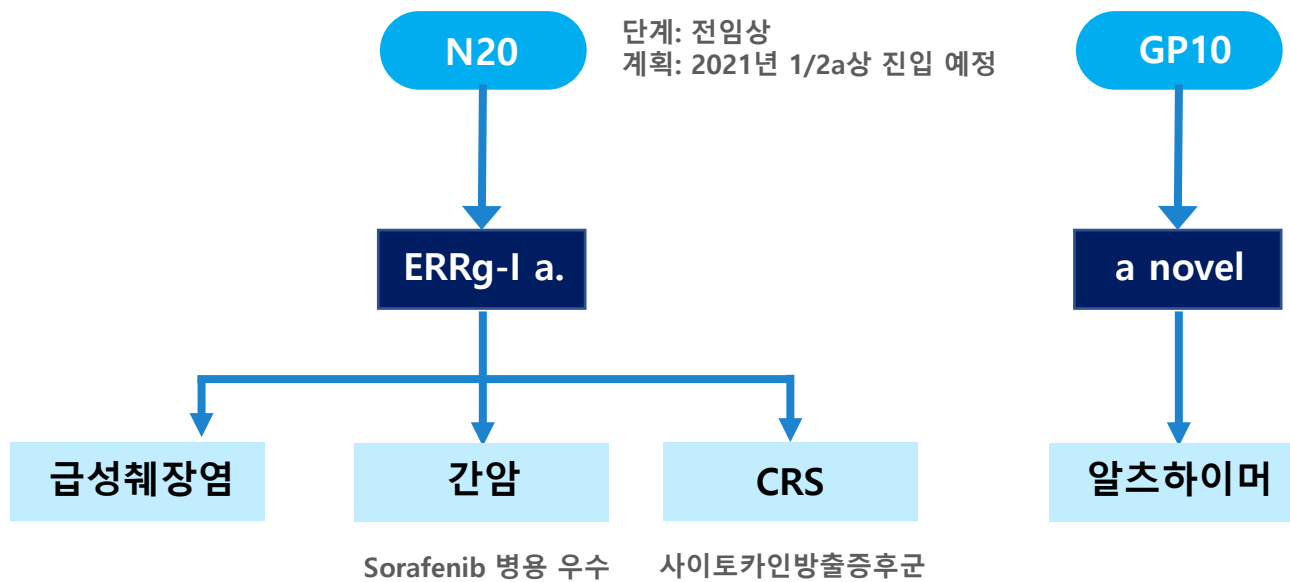 N20
단계: 전임상
계획: 2021년 1/2a상 진입 예정
GP10
ERRg-I a.
a novel
급성췌장염
간암
CRS
알츠하이머
Sorafenib 병용 우수
사이토카인방출증후군